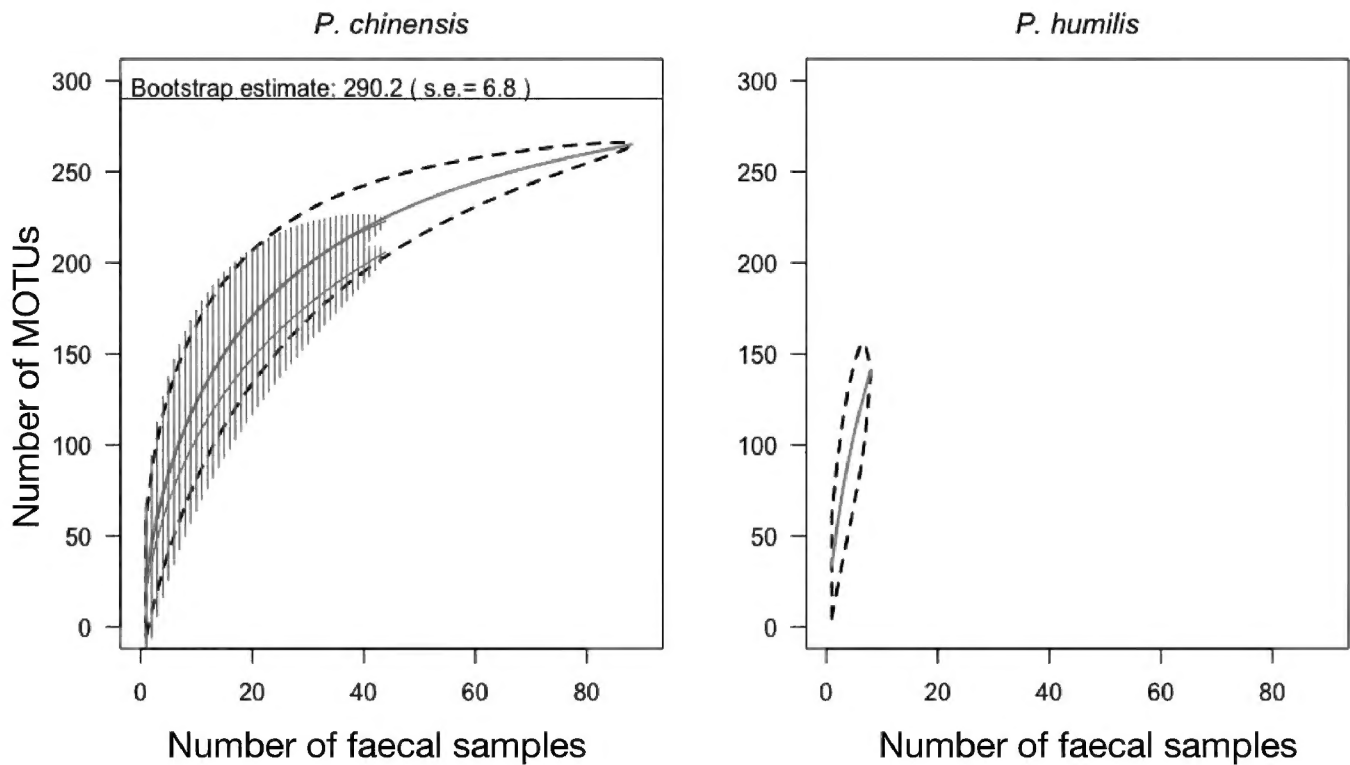 P. chinensis
Bootstrap estimate: 290.2 ( s.e.= 6.8 )
Number of MOTUs
300
250
200
150
100
50
0
0 20 40 60 80
Number of faecal samples
P. humilis
300
250
200
150
100
50
0
0 20 40 60 80
Number of faecal samples